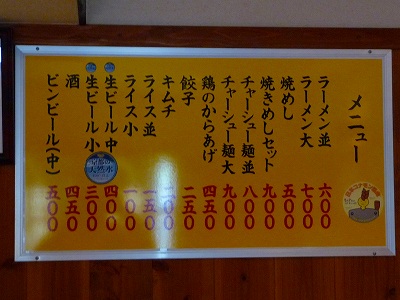 メニュー
ラーメン並 六〇〇
ラーメン大 七〇〇
焼めし 五〇〇
焼きめしセット 九〇〇
チャーシュー麺並 八〇〇
チャーシュー麺大 九〇〇
鶏のからあげ 四五〇
餃子 二五〇
キムチ 二〇〇
ライス並 一五〇
ライス小 一〇〇
生ビール中 四〇〇
生ビール小 三〇〇
酒 四五〇
ビンビール(中) 五〇〇
天然水